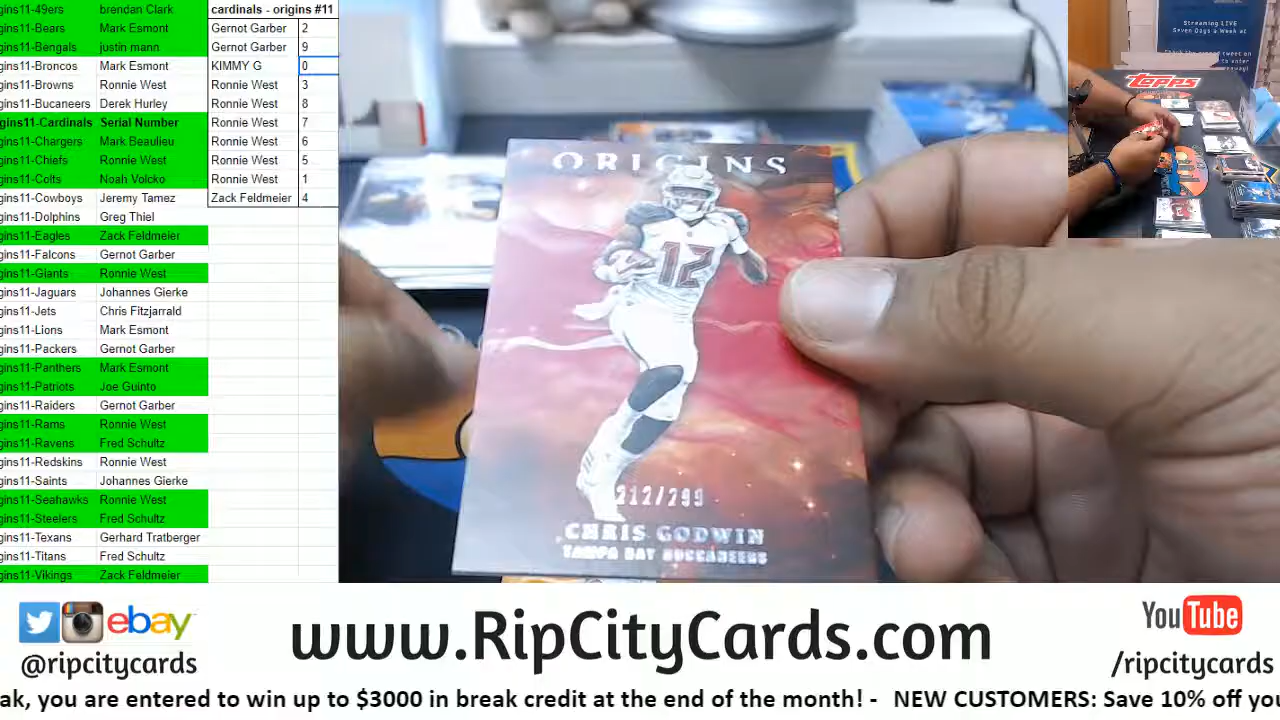 gins11-49ers brendan Clark cardinals - origins #11
gins11-Bears Mark Esmont Gernot Garber 2
gins11-Bengals justin mann Gernot Garber 9
gins11-Broncos Mark Esmont KIMMY G 0
gins11-Browns Ronnie West Ronnie West 3
gins11-Bucaneers Derek Hurley Ronnie West 8
gins11-Cardinals Serial Number Ronnie West 7
gins11-Chargers Mark Beaulieu Ronnie West 6
gins11-Chiefs Ronnie West Ronnie West 5
gins11-Colts Noah Volcko Ronnie West 1
gins11-Cowboys Jeremy Tamez Zack Feldmeier 4
gins11-Dolphins Greg Thiel
gins11-Eagles Zack Feldmeier
gins11-Falcons Gernot Garber
gins11-Giants Ronnie West
gins11-Jaguars Johannes Gierke
gins11-Jets Chris Fitzjarrald
gins11-Lions Mark Esmont
gins11-Packers Gernot Garber
gins11-Panthers Mark Esmont
gins11-Patriots Joe Guinto
gins11-Raiders Gernot Garber
gins11-Rams Ronnie West
gins11-Ravens Fred Schultz
gins11-Redskins Ronnie West
gins11-Saints Johannes Gierke
gins11-Seahawks Ronnie West
gins11-Steelers Fred Schultz
gins11-Texans Gerhard Tratberger
gins11-Titans Fred Schultz
gins11-Vikings Zack Feldmeier
ORIGINS
12
212/299
CHRIS GODWIN
TAMPA BAY BUCCANEERS
Streaming LIVE
Seven Days a Week at
topps
ebay
@ripcitycards
www.RipCityCards.com
YouTube
/ripcitycards
ak, you are entered to win up to $3000 in break credit at the end of the month! - NEW CUSTOMERS: Save 10% off you